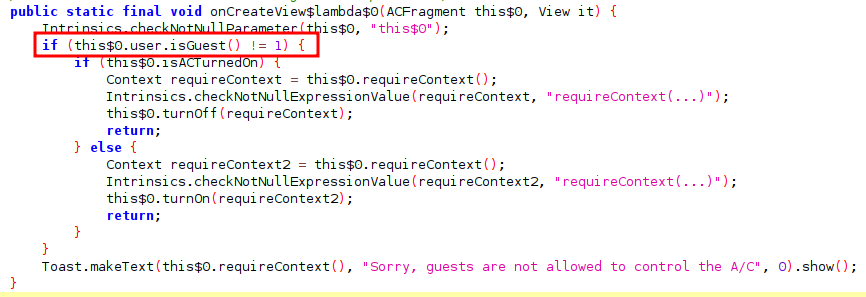 public static final void onCreateView$lambda$0(ACFragment this$0, View it) {
    Intrinsics.checkNotNullParameter(this$0, "this$0");
    if (this$0.user.isGuest() != 1) {
        if (this$0.isACTurnedOn) {
            Context requireContext = this$0.requireContext();
            Intrinsics.checkNotNullExpressionValue(requireContext, "requireContext(...)");
            this$0.turnOff(requireContext);
            return;
        } else {
            Context requireContext2 = this$0.requireContext();
            Intrinsics.checkNotNullExpressionValue(requireContext2, "requireContext(...)");
            this$0.turnOn(requireContext2);
            return;
        }
    }
    Toast.makeText(this$0.requireContext(), "Sorry, guests are not allowed to control the A/C", 0).show();
}